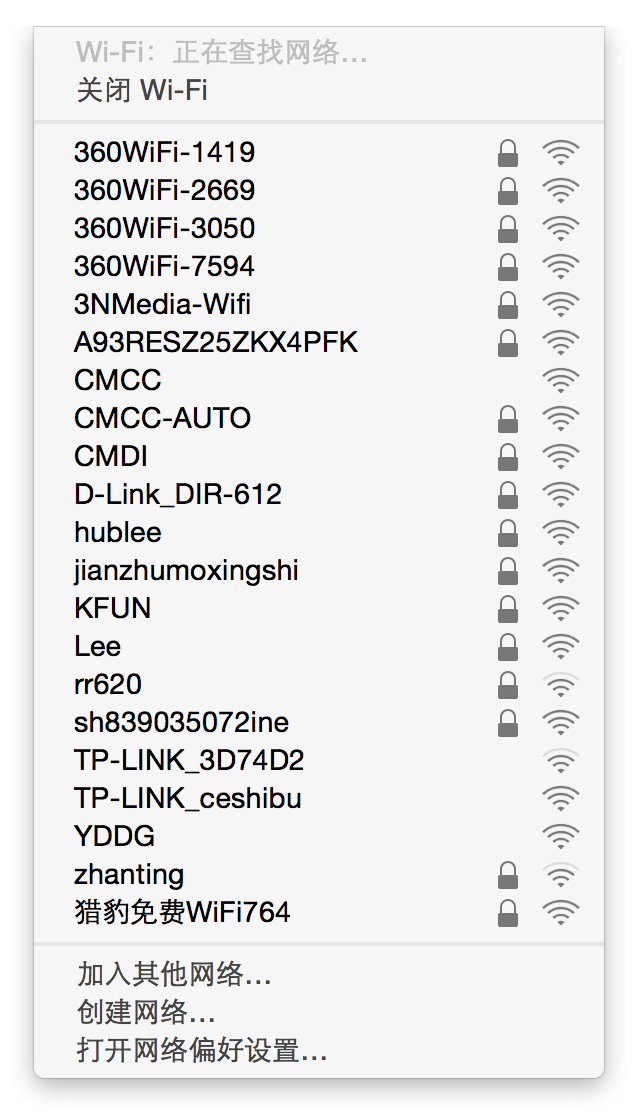 Wi-Fi：正在查找网络...
关闭 Wi-Fi
360WiFi-1419
360WiFi-2669
360WiFi-3050
360WiFi-7594
3NMedia-Wifi
A93RESZ25ZKX4PFK
CMCC
CMCC-AUTO
CMDI
D-Link_DIR-612
hublee
jianzhumoxingshi
KFUN
Lee
rr620
sh839035072ine
TP-LINK_3D74D2
TP-LINK_ceshibu
YDDG
zhanting
猎豹免费WiFi764
加入其他网络...
创建网络...
打开网络偏好设置...